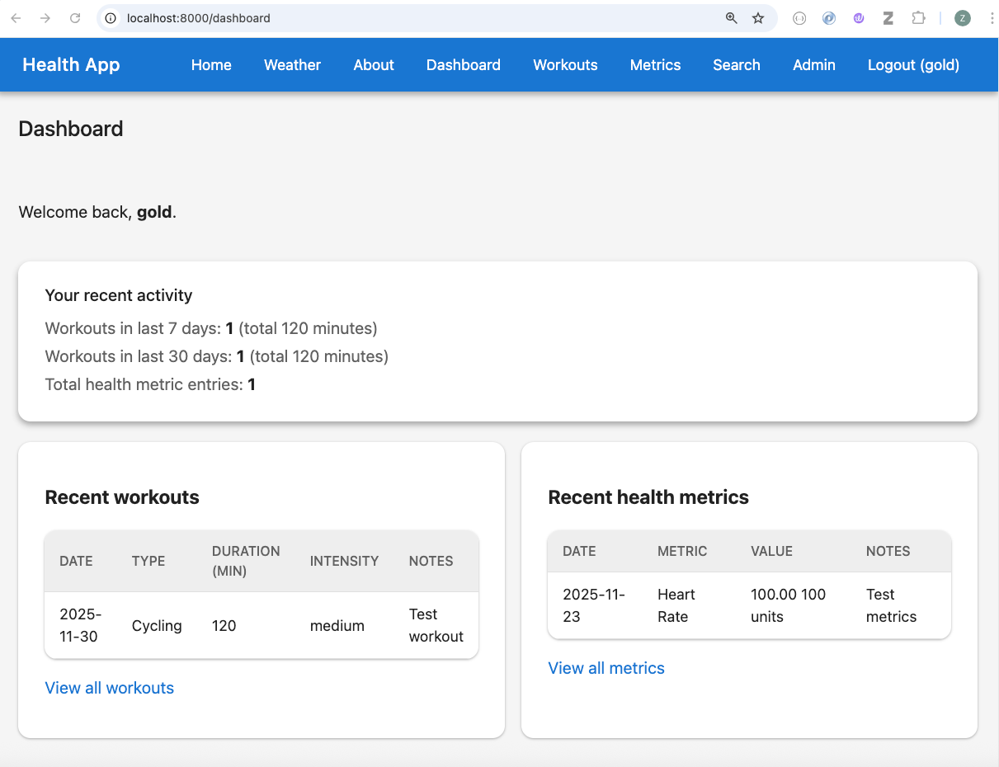 localhost:8000/dashboard
Z
Z
Health App Home Weather About Dashboard Workouts Metrics Search Admin Logout (gold)
Dashboard
Welcome back, gold.
Your recent activity
Workouts in last 7 days: 1 (total 120 minutes)
Workouts in last 30 days: 1 (total 120 minutes)
Total health metric entries: 1
Recent workouts
DATE TYPE DURATION (MIN) INTENSITY NOTES
2025-11-30 Cycling 120 medium Test workout
View all workouts
Recent health metrics
DATE METRIC VALUE NOTES
2025-11-23 Heart Rate 100.00 100 units Test metrics
View all metrics